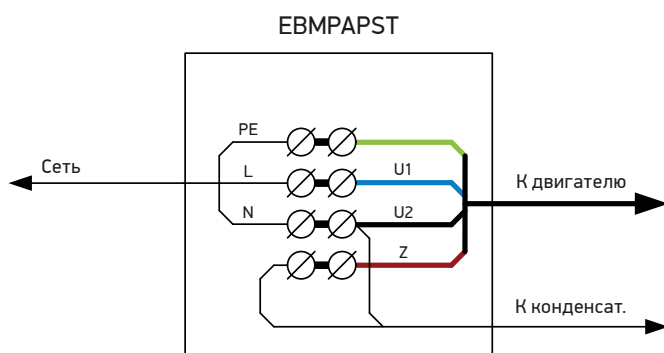 EBMPAPST
PE
Сеть
L
U1
К двигателю
N
U2
Z
К конденсат.